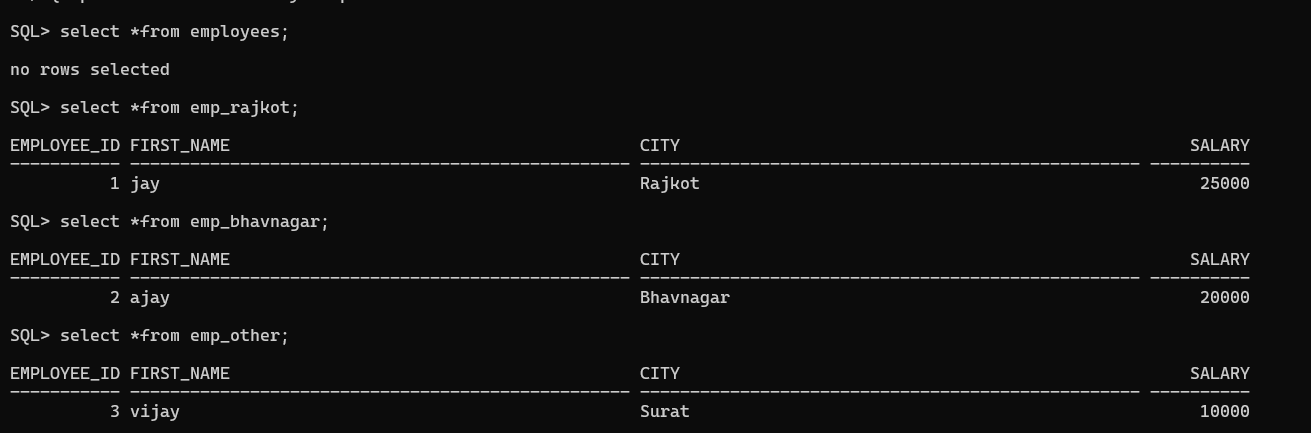 SQL> select *from employees;
no rows selected
SQL> select *from emp_rajkot;
EMPLOYEE_ID FIRST_NAME CITY SALARY
----------- -------------------------------------------------- -------------------------------------------------- ----------
1 jay Rajkot 25000
SQL> select *from emp_bhavnagar;
EMPLOYEE_ID FIRST_NAME CITY SALARY
----------- -------------------------------------------------- -------------------------------------------------- ----------
2 ajay Bhavnagar 20000
SQL> select *from emp_other;
EMPLOYEE_ID FIRST_NAME CITY SALARY
----------- -------------------------------------------------- -------------------------------------------------- ----------
3 vijay Surat 10000